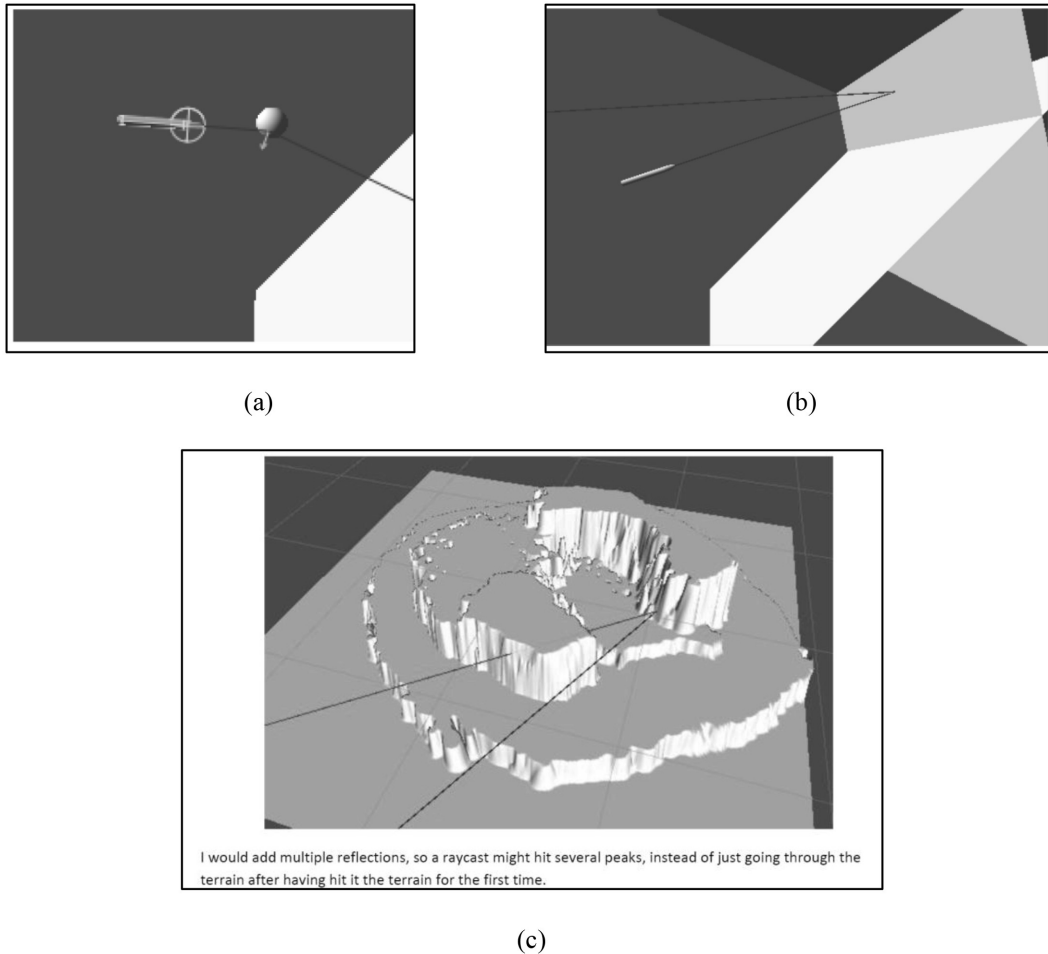 (a)
(b)
I would add multiple reflections, so a raycast might hit several peaks, instead of just going through the
terrain after having hit it the terrain for the first time.
(c)